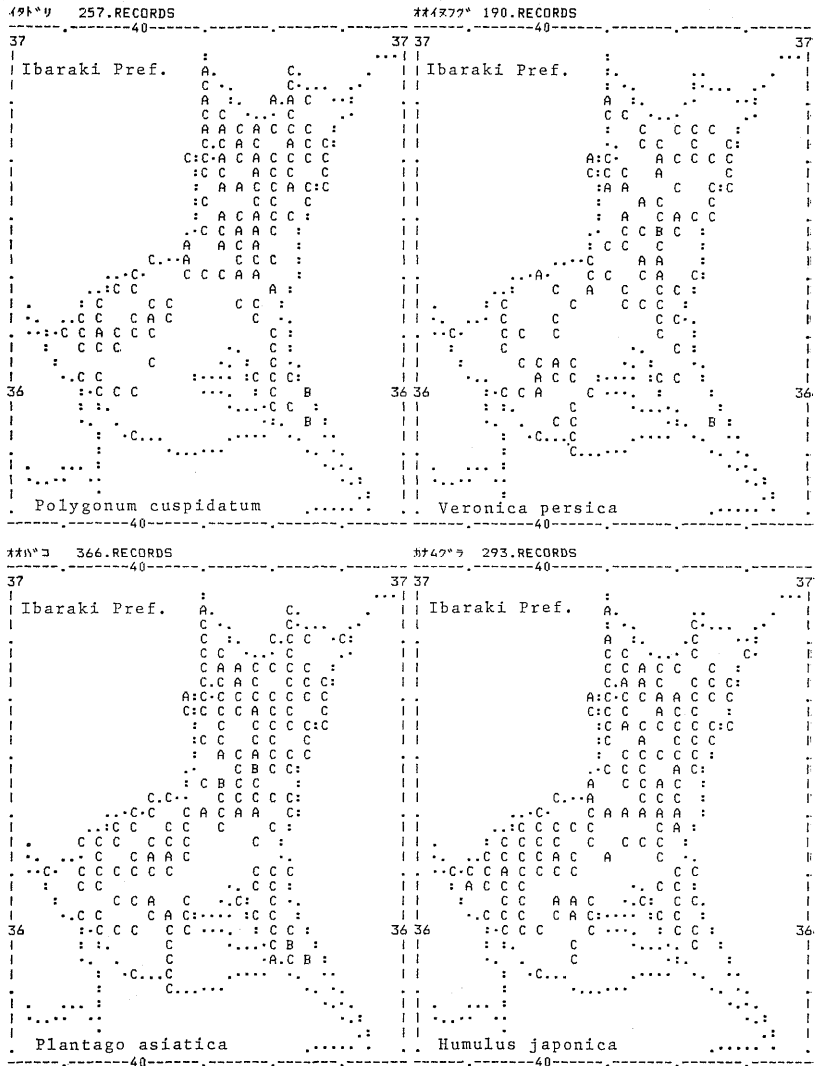 ｲﾀﾄﾞﾘ 257.RECORDS
40
37 37
Ibaraki Pref.
36 36
Polygonum cuspidatum
40
ｵｵｲﾇﾌｸﾞ 190.RECORDS
40
37 37
Ibaraki Pref.
36 36
Veronica persica
40
ｵｵﾊﾞｺ 366.RECORDS
40
37 37
Ibaraki Pref.
36 36
Plantago asiatica
40
ｶﾅﾑｸﾞﾗ 293.RECORDS
40
37 37
Ibaraki Pref.
36 36
Humulus japonica
40